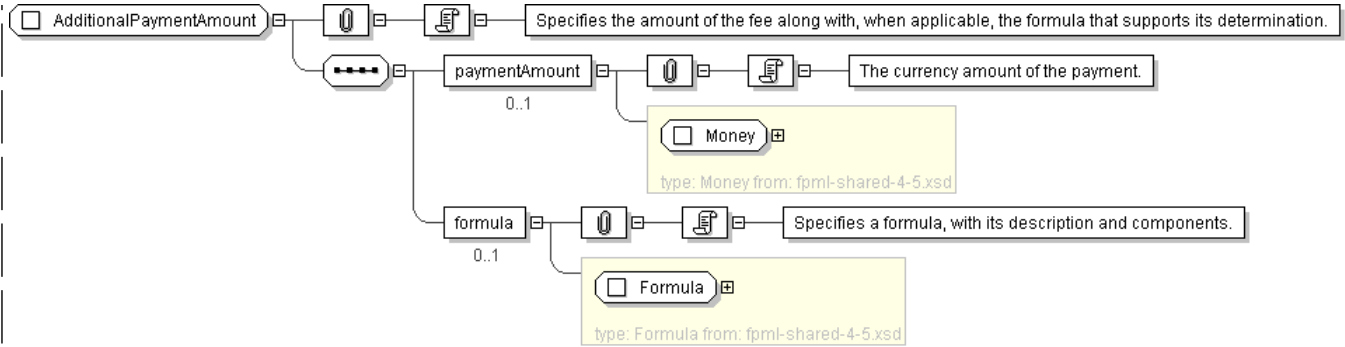 AdditionalPaymentAmount
Specifies the amount of the fee along with, when applicable, the formula that supports its determination.
paymentAmount
The currency amount of the payment.
0..1
Money
type: Money from: fpml-shared-4-5.xsd
formula
Specifies a formula, with its description and components.
0..1
Formula
type: Formula from: fpml-shared-4-5.xsd